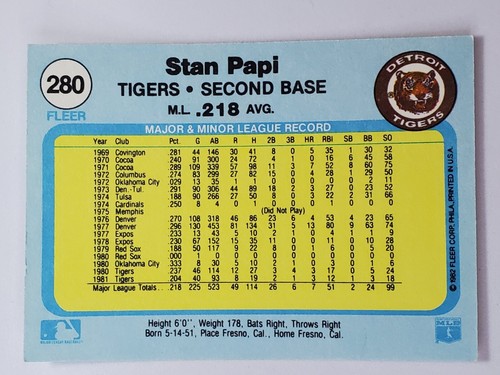 280
FLEER
Stan Papi
TIGERS • SECOND BASE
M.L. .218 AVG.
DETROIT
TIGERS
MAJOR & MINOR LEAGUE RECORD
Year Club Pct. G AB R H 2B 3B HR RBI SB BB SO
1969 Covington .281 44 146 30 41 8 0 5 35 1 30 32
1970 Cocoa .240 91 300 24 72 4 1 0 16 6 45 58
1971 Cocoa .289 109 339 57 98 11 3 1 52 8 60 75
1972 Columbus .274 83 299 27 82 15 0 4 28 1 29 50
1972 Oklahoma City .029 13 35 1 1 0 0 0 0 0 2 11
1973 Den.-Tul. .291 90 306 44 89 18 2 3 27 0 23 52
1974 Tulsa .188 90 266 27 50 8 3 3 22 2 31 66
1974 Cardinals .250 8 4 0 1 0 0 0 1 0 0 0
1975 Memphis (Did Not Play)
1976 Denver .270 108 318 46 86 23 6 4 53 4 23 65
1977 Denver .296 130 453 81 134 31 5 13 80 9 63 74
1977 Expos .233 13 43 5 10 2 1 0 4 1 1 9
1978 Expos .230 67 152 15 35 11 0 0 11 0 10 28
1979 Red Sox .188 50 117 9 22 8 0 1 6 0 5 20
1980 Red Sox .000 1 0 0 0 0 0 0 0 0 0 0
1980 Oklahoma City .333 8 30 5 10 2 0 1 3 0 1 5
1980 Tigers .237 46 114 12 27 3 4 3 17 0 5 24
1981 Tigers .204 40 93 8 19 2 1 3 12 1 3 18
Major League Totals .218 225 523 49 114 26 6 7 51 2 24 99
Height 6'0", Weight 178, Bats Right, Throws Right
Born 5-14-51, Place Fresno, Cal., Home Fresno, Cal.
© 1982 FLEER CORP. PHILA. PRINTED IN U.S.A.